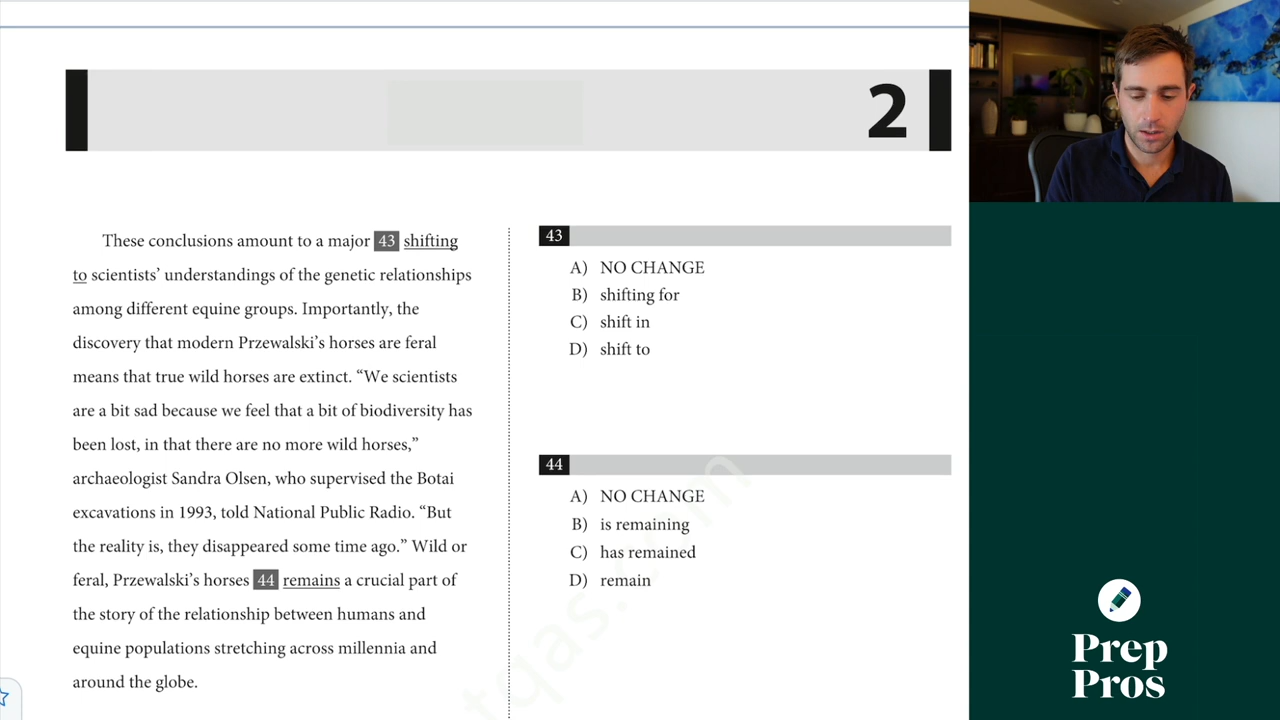 2
These conclusions amount to a major 43 shifting
to scientists’ understandings of the genetic relationships
among different equine groups. Importantly, the
discovery that modern Przewalski’s horses are feral
means that true wild horses are extinct. “We scientists
are a bit sad because we feel that a bit of biodiversity has
been lost, in that there are no more wild horses,”
archaeologist Sandra Olsen, who supervised the Botai
excavations in 1993, told National Public Radio. “But
the reality is, they disappeared some time ago.” Wild or
feral, Przewalski’s horses 44 remains a crucial part of
the story of the relationship between humans and
equine populations stretching across millennia and
around the globe.
43
A) NO CHANGE
B) shifting for
C) shift in
D) shift to
44
A) NO CHANGE
B) is remaining
C) has remained
D) remain
Prep
Pros